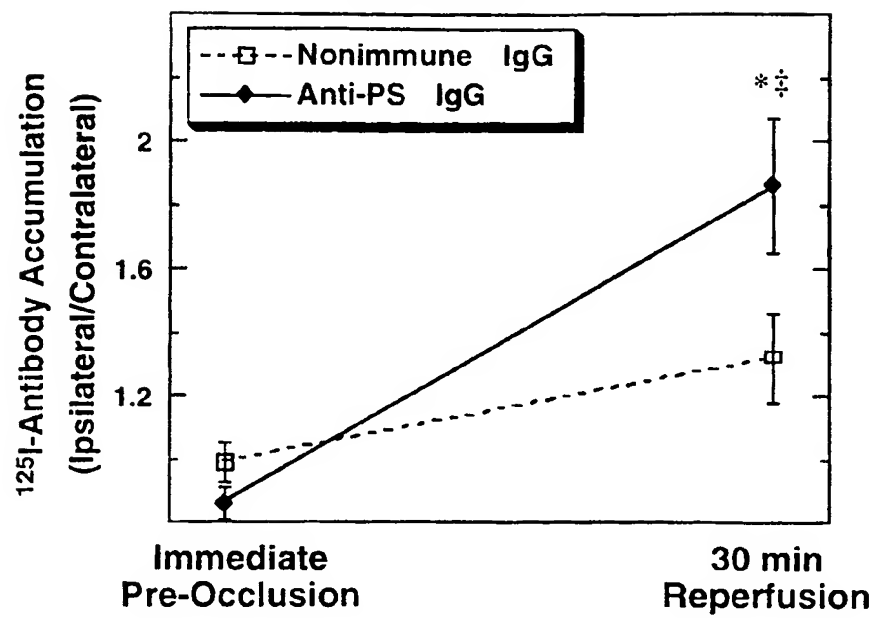 Nonimmune IgG
Anti-PS IgG
*‡
¹²⁵I-Antibody Accumulation
(Ipsilateral/Contralateral)
2
1.6
1.2
Immediate
Pre-Occlusion
30 min
Reperfusion